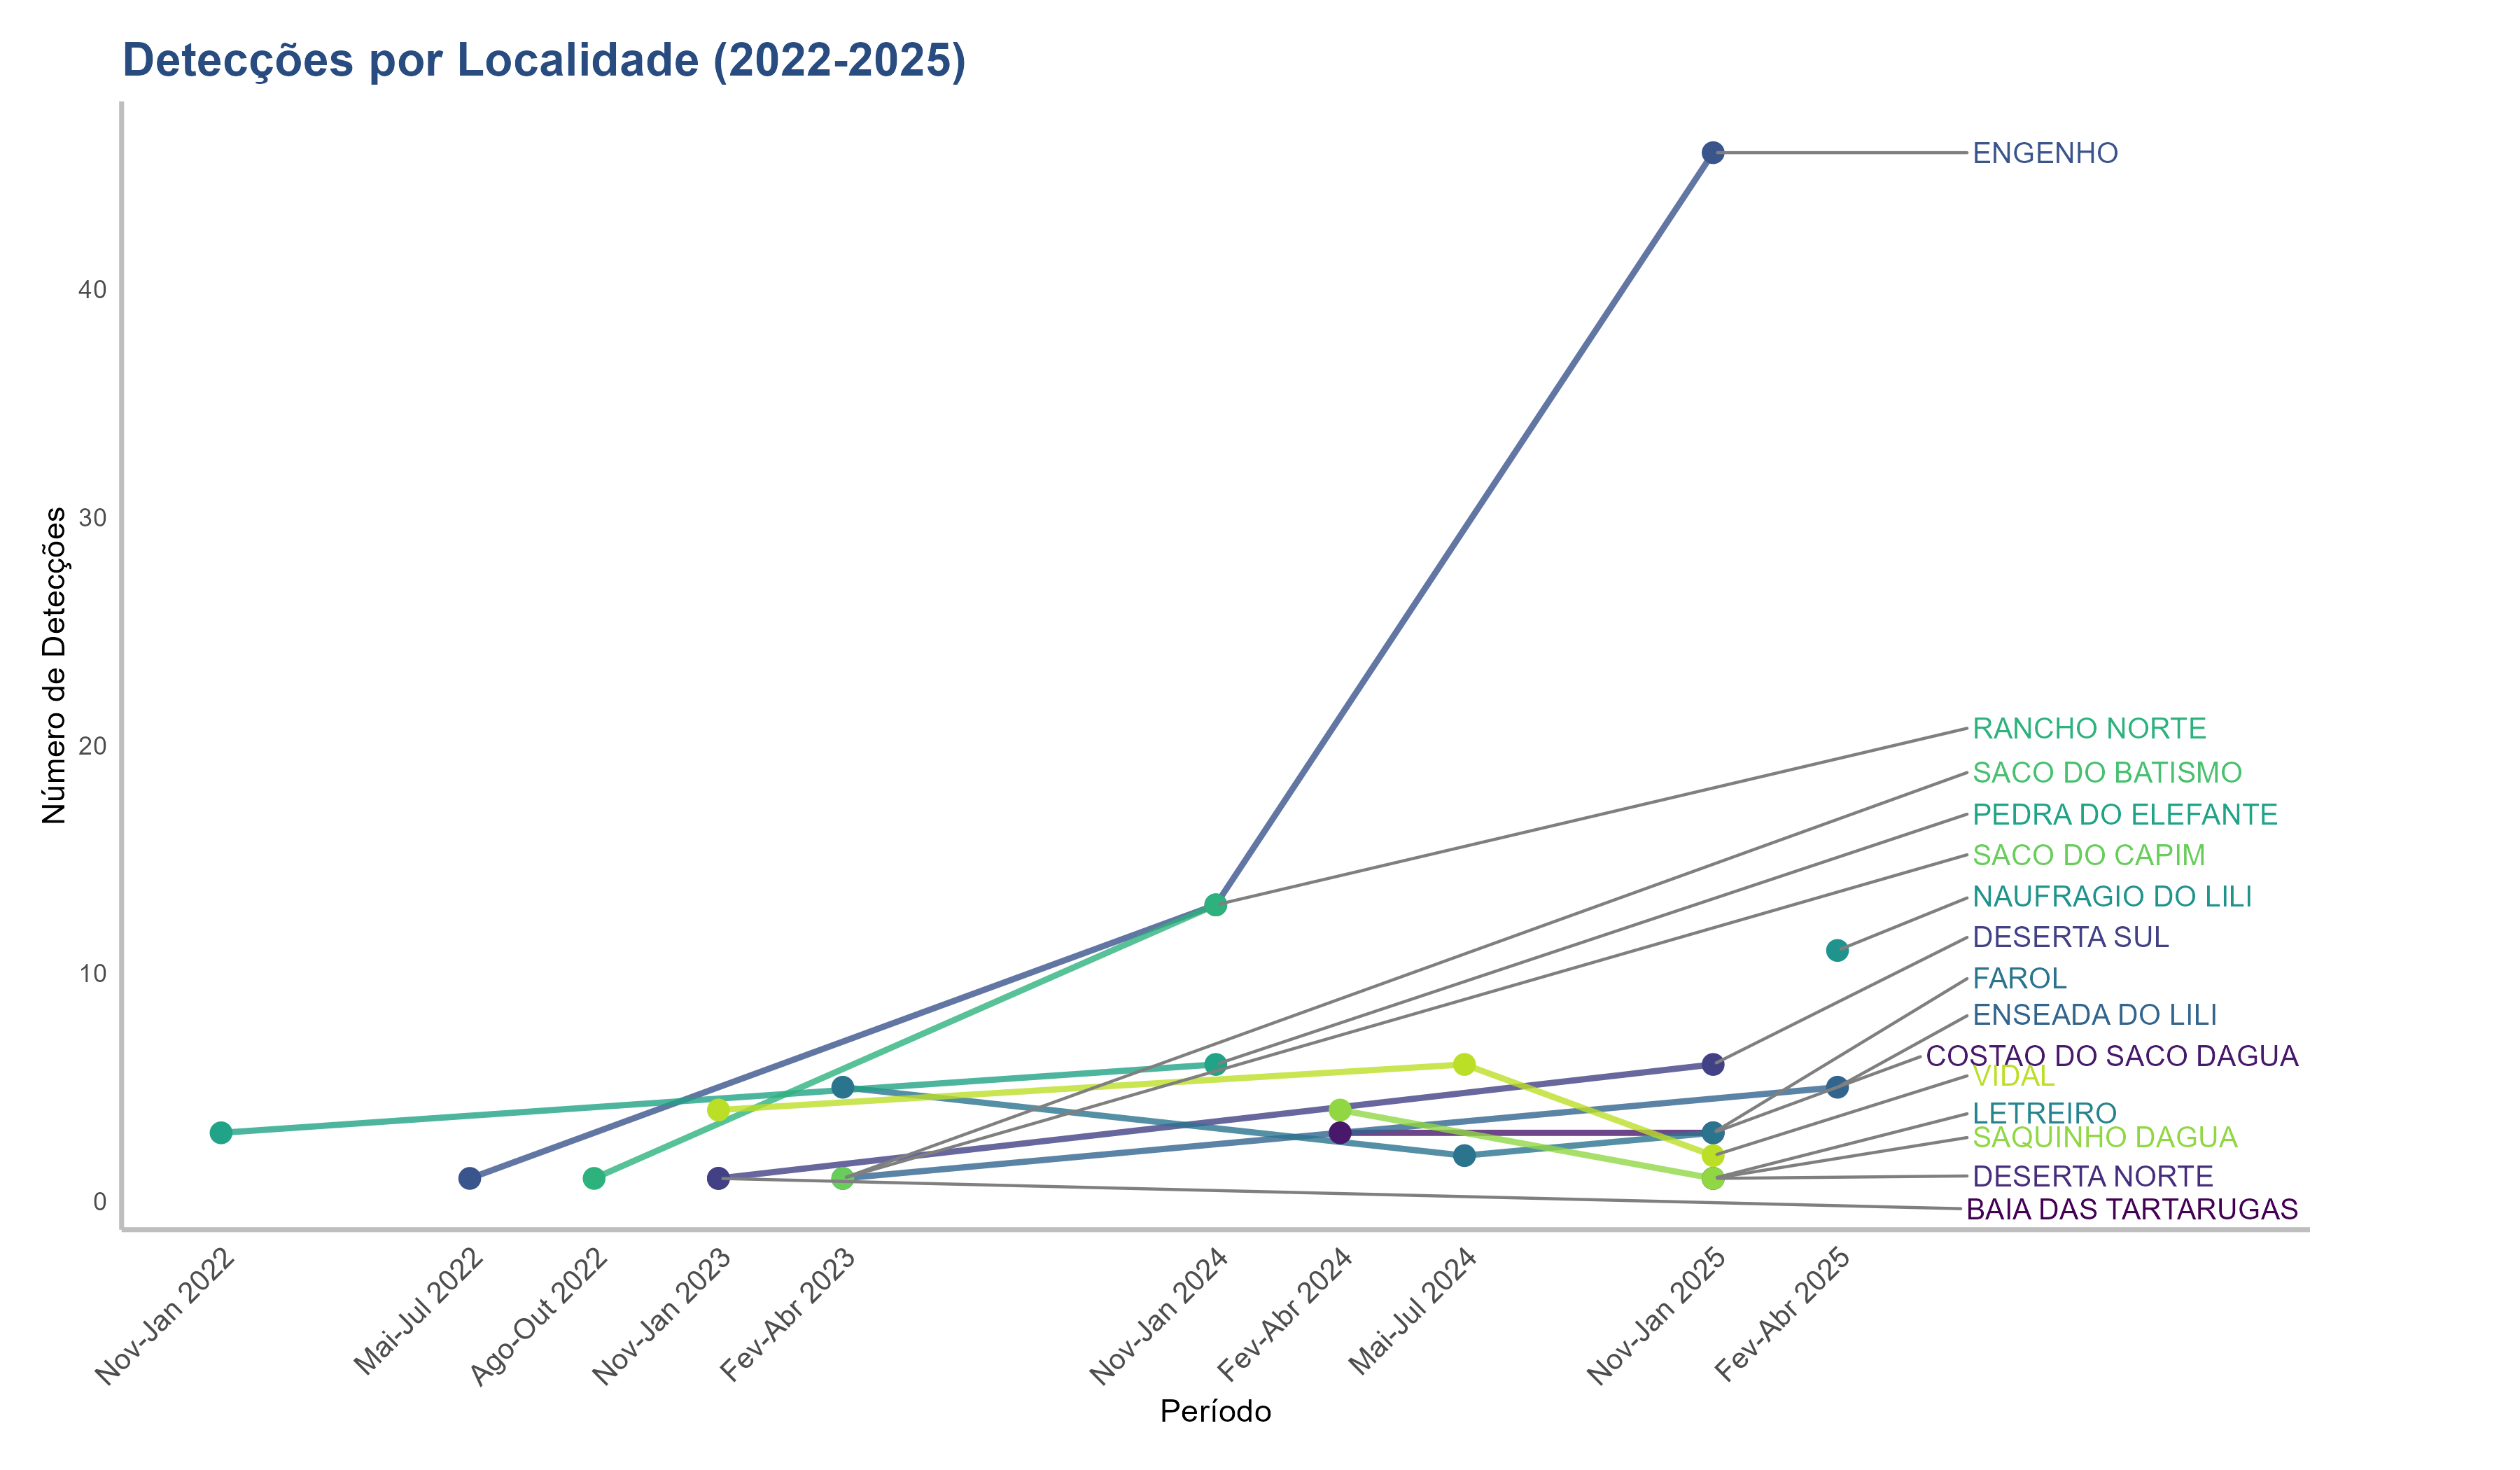 Detecções por Localidade (2022-2025)
Número de Detecções
40
30
20
10
0
ENGENHO
RANCHO NORTE
SACO DO BATISMO
PEDRA DO ELEFANTE
SACO DO CAPIM
NAUFRAGIO DO LILI
DESERTA SUL
FAROL
ENSEADA DO LILI
COSTAO DO SACO DAGUA
VIDAL
LETREIRO
SAQUINHO DAGUA
DESERTA NORTE
BAIA DAS TARTARUGAS
Nov-Jan 2022
Mai-Jul 2022
Ago-Out 2022
Nov-Jan 2023
Fev-Abr 2023
Nov-Jan 2024
Fev-Abr 2024
Mai-Jul 2024
Nov-Jan 2025
Fev-Abr 2025
Período